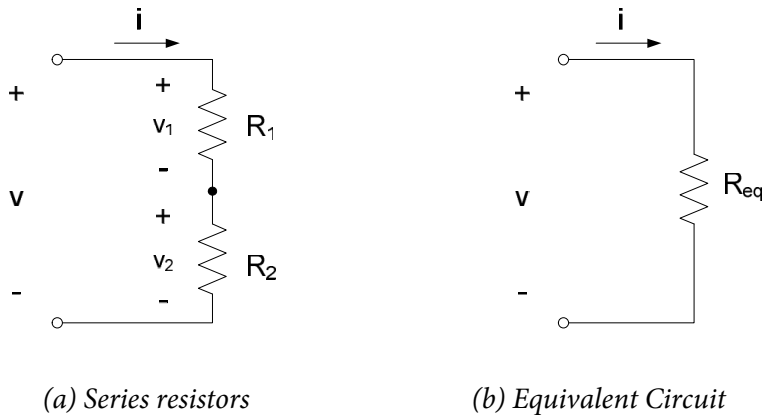 i
+
v
-
+
v₁
-
R₁
+
v₂
-
R₂
(a) Series resistors
i
+
v
-
Req
(b) Equivalent Circuit